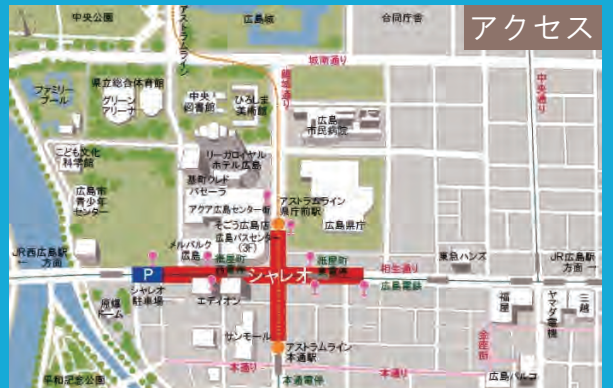 アクセス
中央公園
アストラムライン
広島城
合同庁舎
城南通り
鯉城通り
中央通り
ファミリー
プール
県立総合体育館
グリーン
アリーナ
中央
図書館
ひろしま
美術館
広島
市民病院
こども文化
科学館
リーガロイヤル
ホテル広島
基町クレド
パセーラ
広島市
青少年
センター
アクア広島センター街
アストラムライン
県庁前駅
そごう広島店
広島バスセンター
(3F)
広島県庁
メルパルク
広島
紙屋町
紙屋町
東急ハンズ
JR西広島駅
方面
JR広島駅
方面
相生通り
P
シャレオ
広島電鉄
シャレオ
駐車場
原爆
ドーム
エディオン
福屋
ヤマダ電機
三越
サンモール
アストラムライン
本通駅
金座街
本通り
本通り
広島パルコ
平和記念公園
本通電停